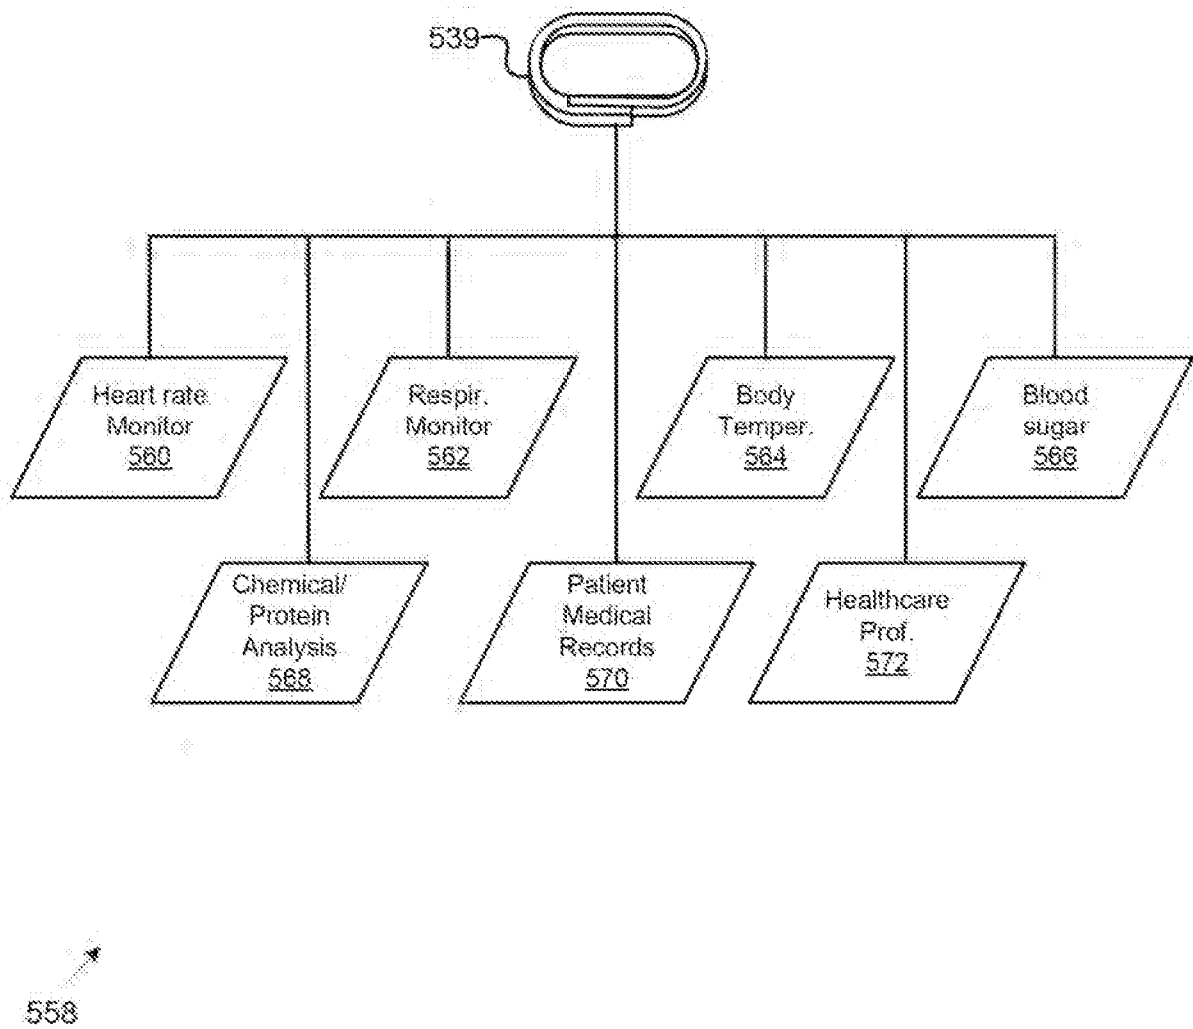 539
Heart rate
Monitor
560
Respir.
Monitor
562
Body
Temper.
564
Blood
sugar
566
Chemical/
Protein
Analysis
568
Patient
Medical
Records
570
Healthcare
Prof.
572
558